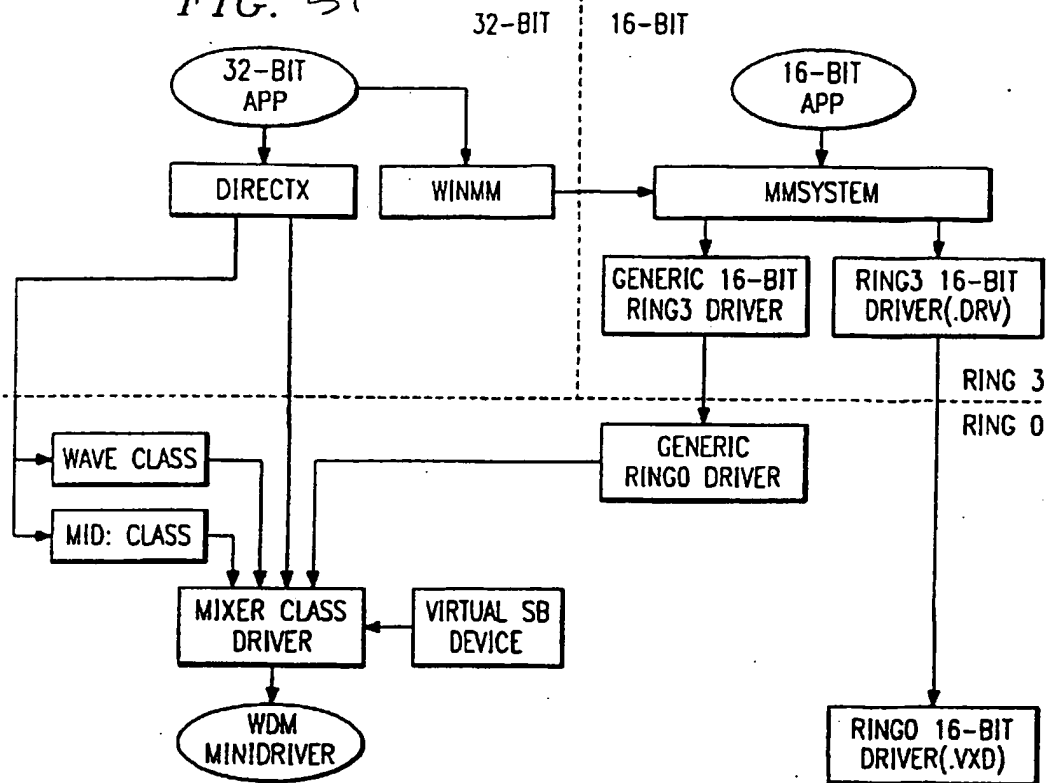 FIG.
32-BIT
16-BIT
32-BIT
APP
16-BIT
APP
DIRECTX
WINMM
MMSYSTEM
GENERIC 16-BIT
RING3 DRIVER
RING3 16-BIT
DRIVER(.DRV)
RING 3
RING 0
WAVE CLASS
GENERIC
RING0 DRIVER
MID: CLASS
MIXER CLASS
DRIVER
VIRTUAL SB
DEVICE
WDM
MINIDRIVER
RING0 16-BIT
DRIVER(.VXD)